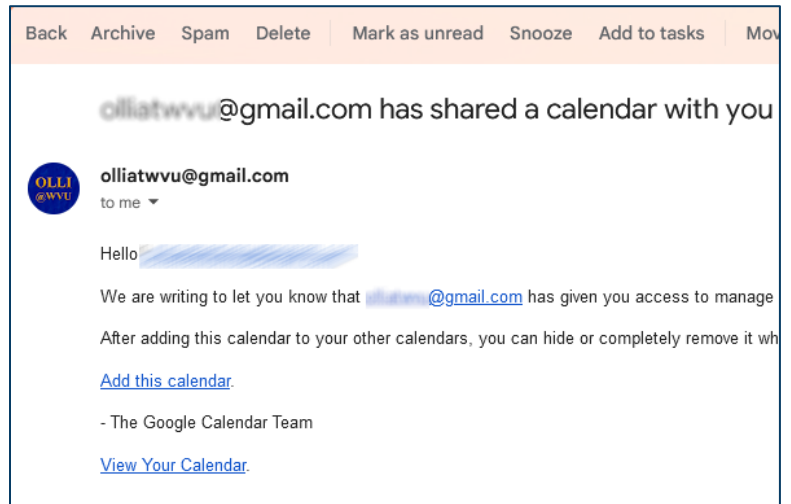 Back Archive Spam Delete Mark as unread Snooze Add to tasks Mov
@gmail.com has shared a calendar with you
OLLI
@WVU
olliatwvu@gmail.com
to me
Hello
We are writing to let you know that @gmail.com has given you access to manage
After adding this calendar to your other calendars, you can hide or completely remove it wh
Add this calendar.
- The Google Calendar Team
View Your Calendar.